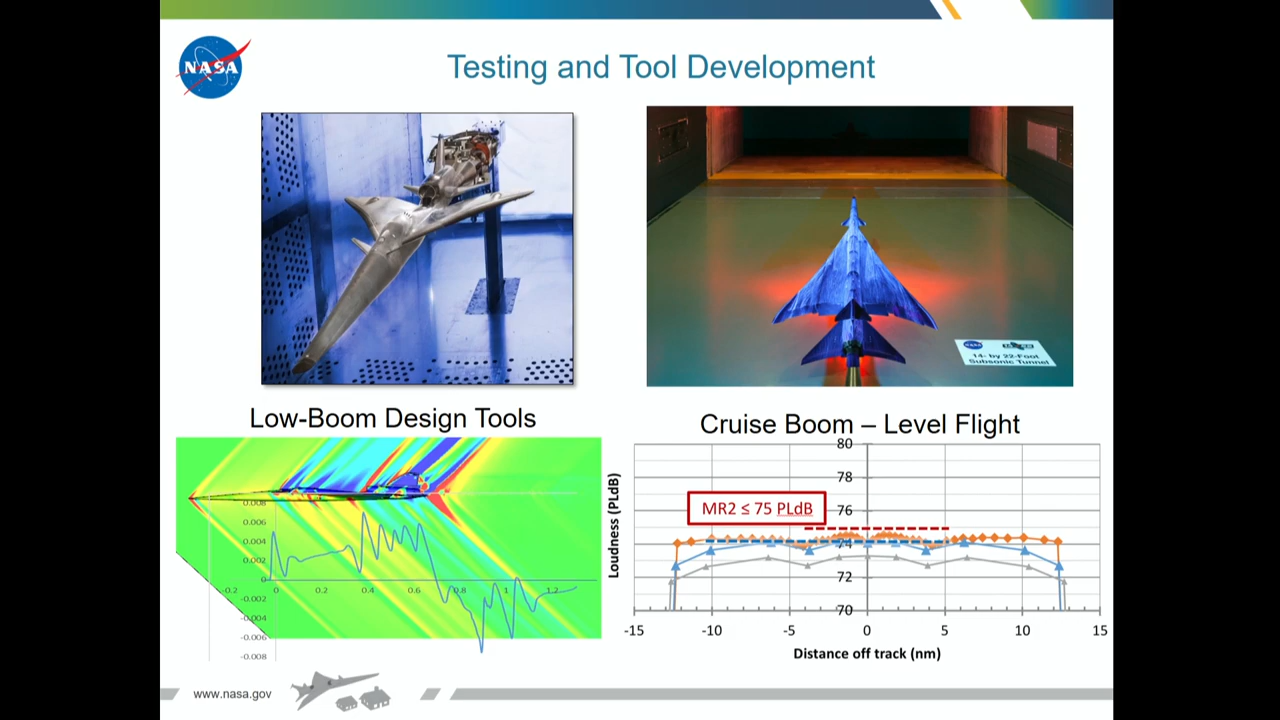 NASA
Testing and Tool Development
14- by 22-Foot
Subsonic Tunnel
Low-Boom Design Tools
0.008
0.006
0.004
0.002
0
-0.002
-0.004
-0.006
-0.008
-0.2 0 0.2 0.4 0.6 0.8 1 1.2
Cruise Boom – Level Flight
Loudness (PLdB)
80
78
76
74
72
70
MR2 ≤ 75 PLdB
-15 -10 -5 0 5 10 15
Distance off track (nm)
www.nasa.gov